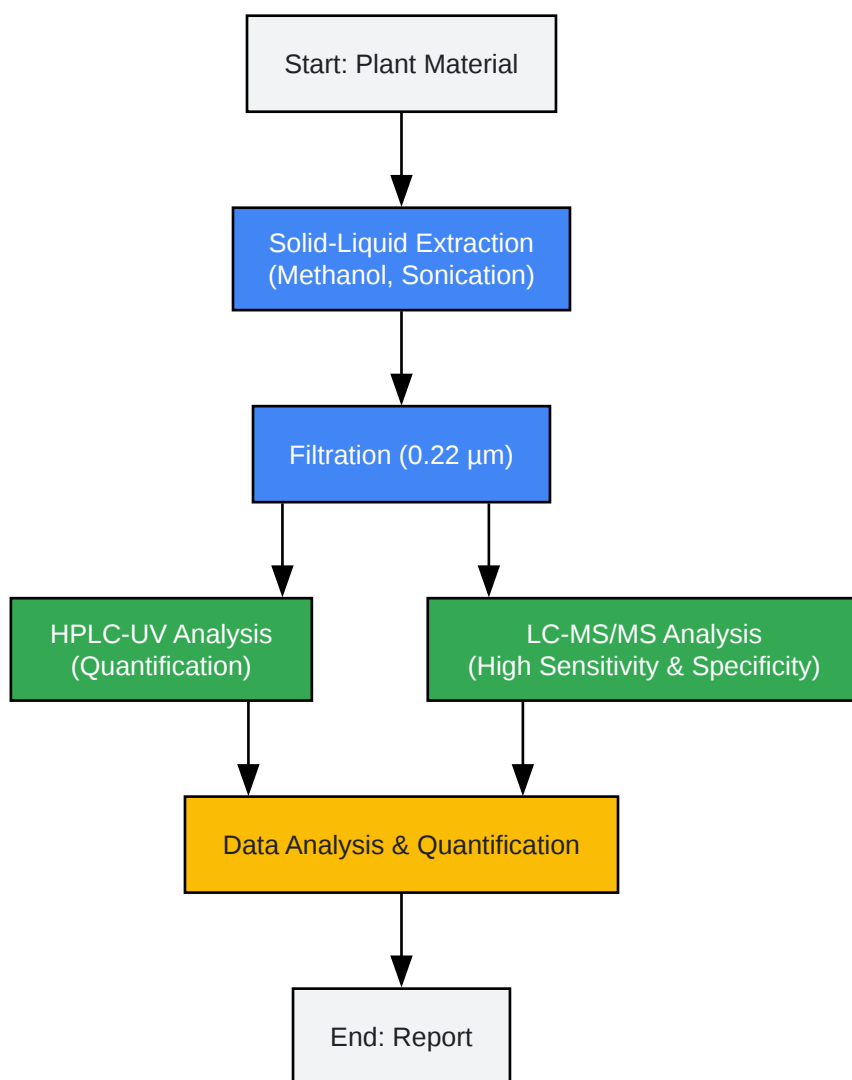 Start: Plant Material
Solid-Liquid Extraction
(Methanol, Sonication)
Filtration (0.22 µm)
HPLC-UV Analysis
(Quantification)
LC-MS/MS Analysis
(High Sensitivity & Specificity)
Data Analysis & Quantification
End: Report